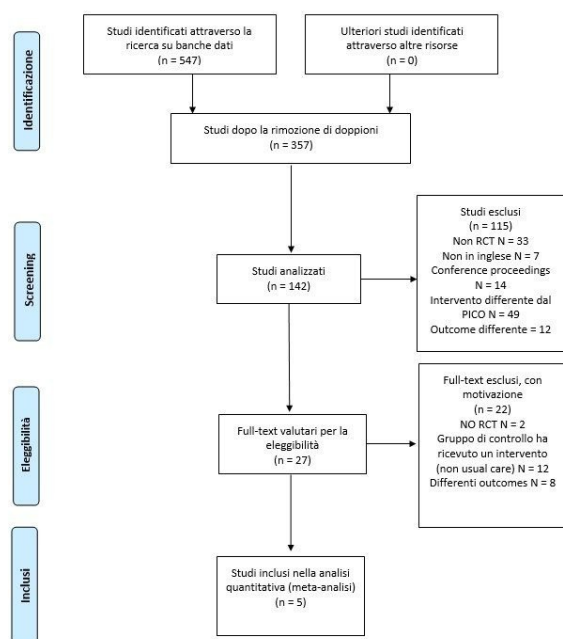 Identificazione
Studi identificati attraverso la
ricerca su banche dati
(n = 547)
Ulteriori studi identificati
attraverso altre risorse
(n = 0)
Studi dopo la rimozione di doppioni
(n = 357)
Screening
Studi analizzati
(n = 142)
Studi esclusi
(n = 115)
Non RCT N = 33
Non in inglese N = 7
Conference proceedings
N = 14
Intervento differente dal
PICO N = 49
Outcome differente = 12
Eleggibilità
Full-text valutari per la
eleggibilità
(n = 27)
Full-text esclusi, con
motivazione
(n = 22)
NO RCT N = 2
Gruppo di controllo ha
ricevuto un intervento
(non usual care) N = 12
Differenti outcomes N = 8
Inclusi
Studi inclusi nella analisi
quantitativa (meta-analisi)
(n = 5)